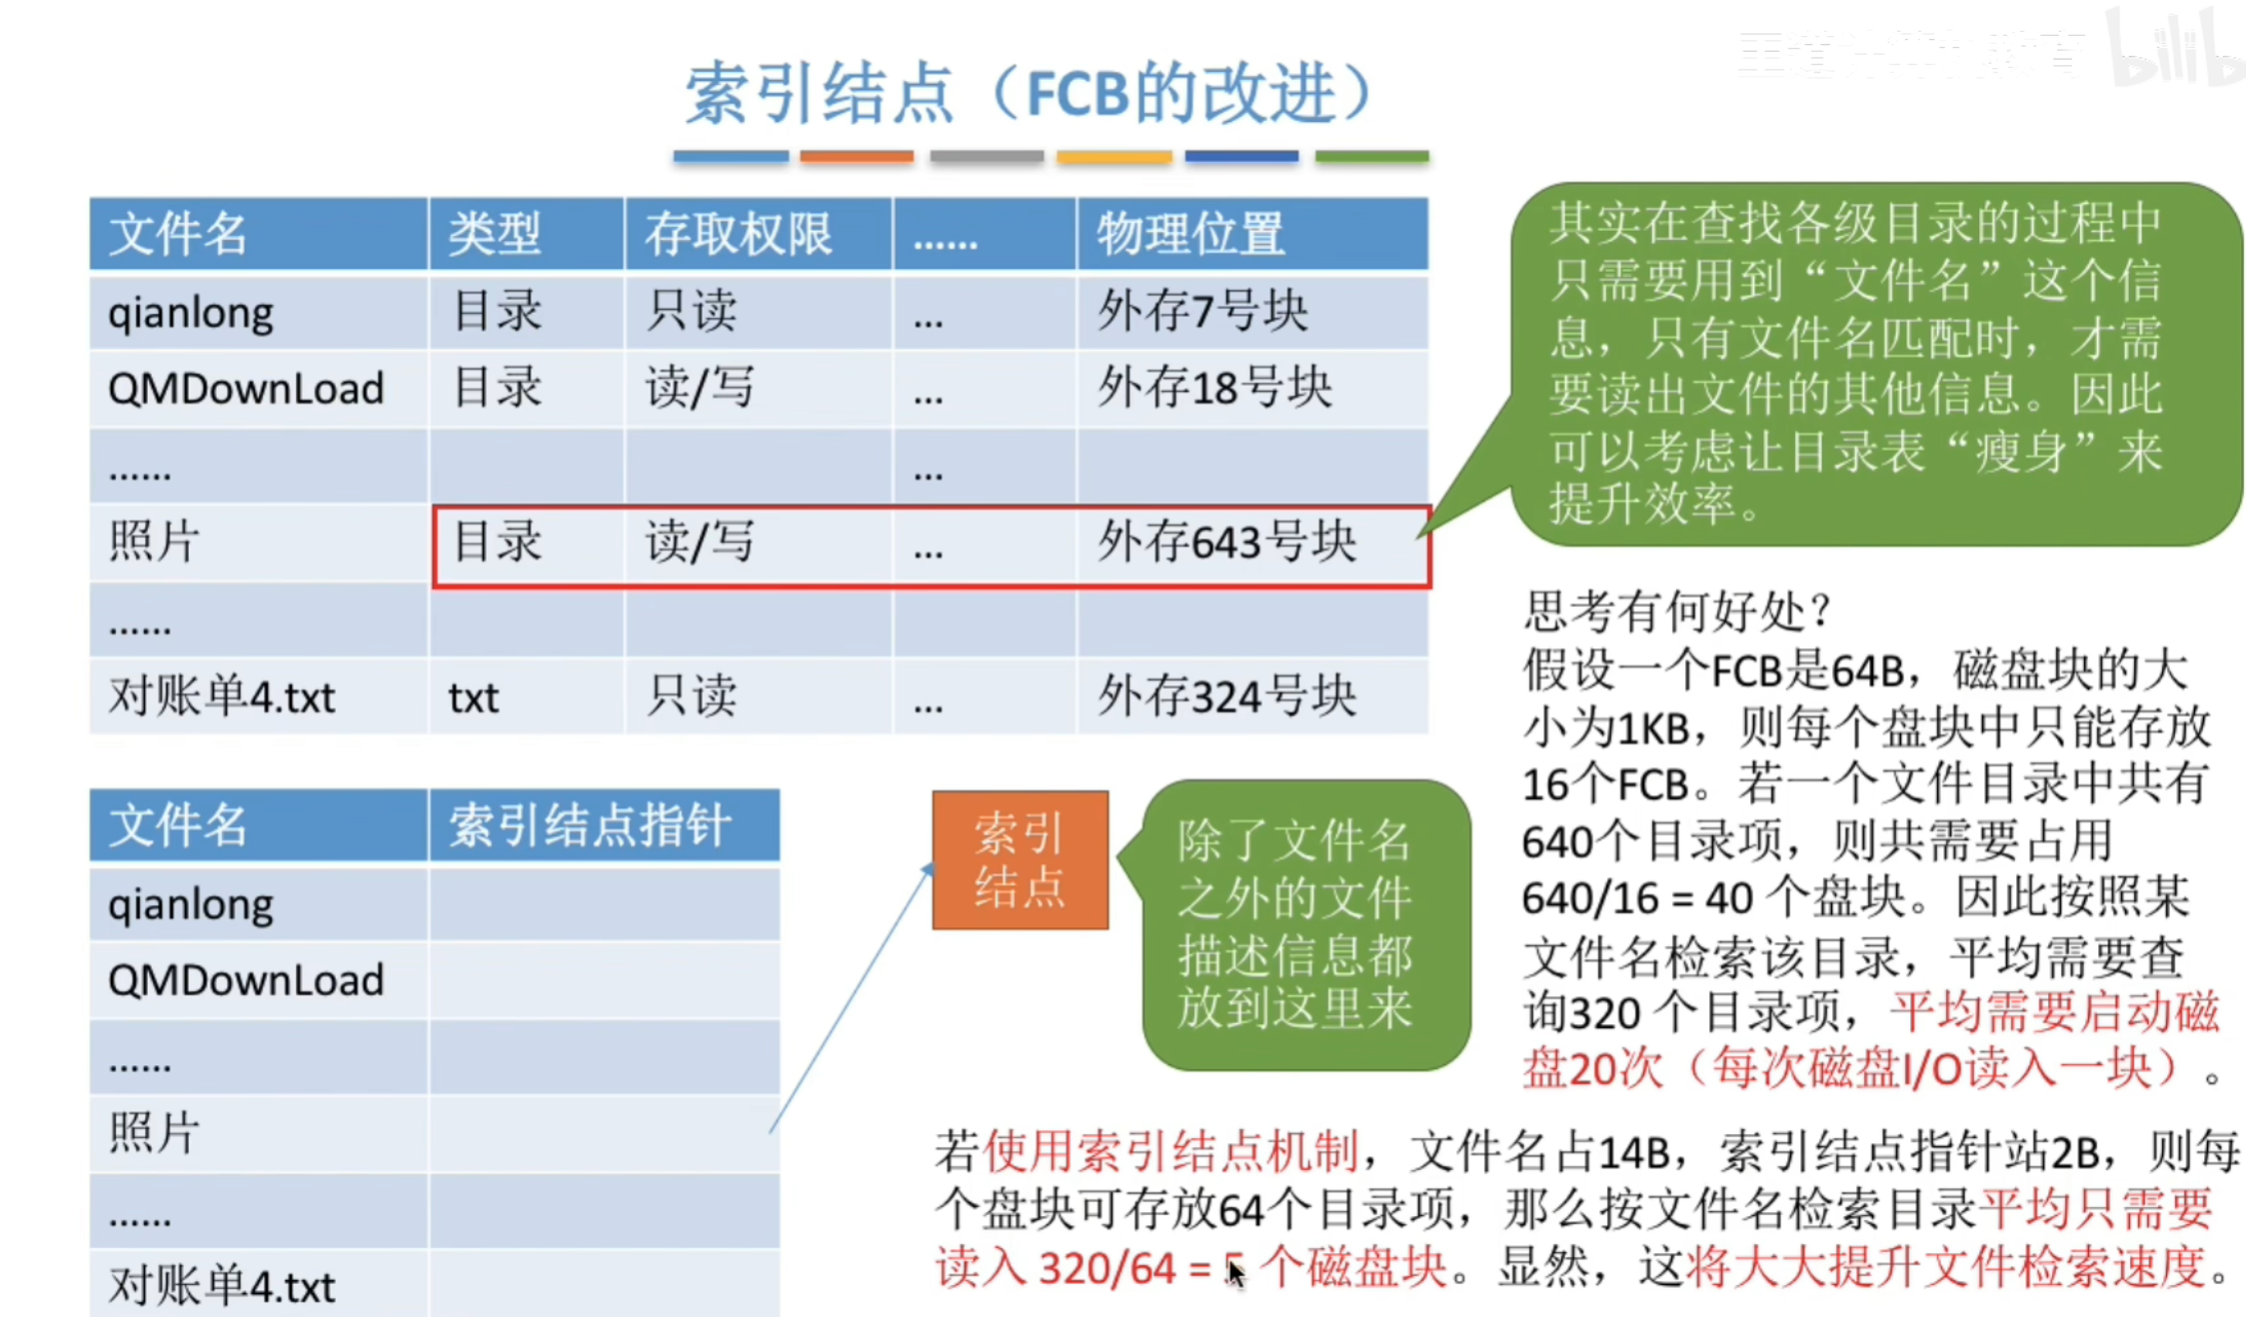 王道计算机教育 bilib
索引结点（FCB的改进）
文件名 类型 存取权限 …… 物理位置
qianlong 目录 只读 ... 外存7号块
QMDownLoad 目录 读/写 ... 外存18号块
…… ...
照片 目录 读/写 ... 外存643号块
……
对账单4.txt txt 只读 ... 外存324号块
其实在查找各级目录的过程中
只需要用到“文件名”这个信
息，只有文件名匹配时，才需
要读出文件的其他信息。因此
可以考虑让目录表“瘦身”来
提升效率。
文件名 索引结点指针
qianlong
QMDownLoad
……
照片
……
对账单4.txt
索引
结点
除了文件名
之外的文件
描述信息都
放到这里来
思考有何好处？
假设一个FCB是64B，磁盘块的大
小为1KB，则每个盘块中只能存放
16个FCB。若一个文件目录中共有
640个目录项，则共需要占用
640/16 = 40 个盘块。因此按照某
文件名检索该目录，平均需要查
询320 个目录项，平均需要启动磁
盘20次（每次磁盘I/O读入一块）。
若使用索引结点机制，文件名占14B，索引结点指针站2B，则每
个盘块可存放64个目录项，那么按文件名检索目录平均只需要
读入 320/64 = 5 个磁盘块。显然，这将大大提升文件检索速度。